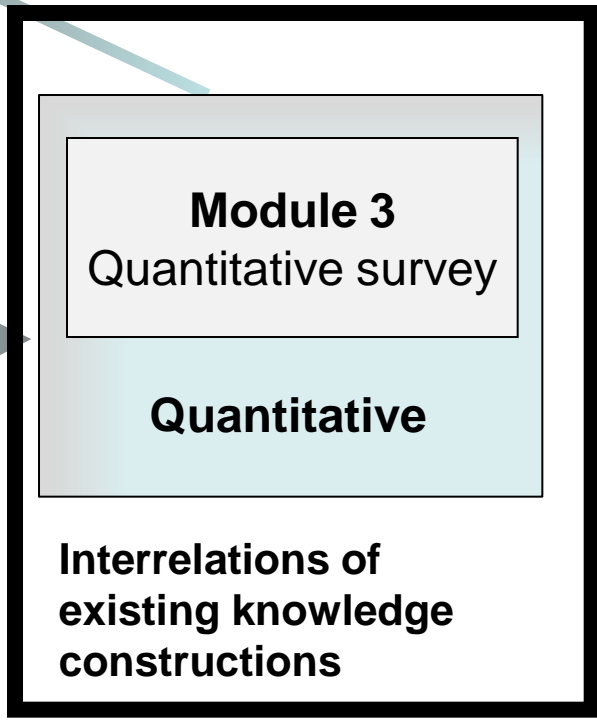 Module 3
Quantitative survey
Quantitative
Interrelations of
existing knowledge
constructions